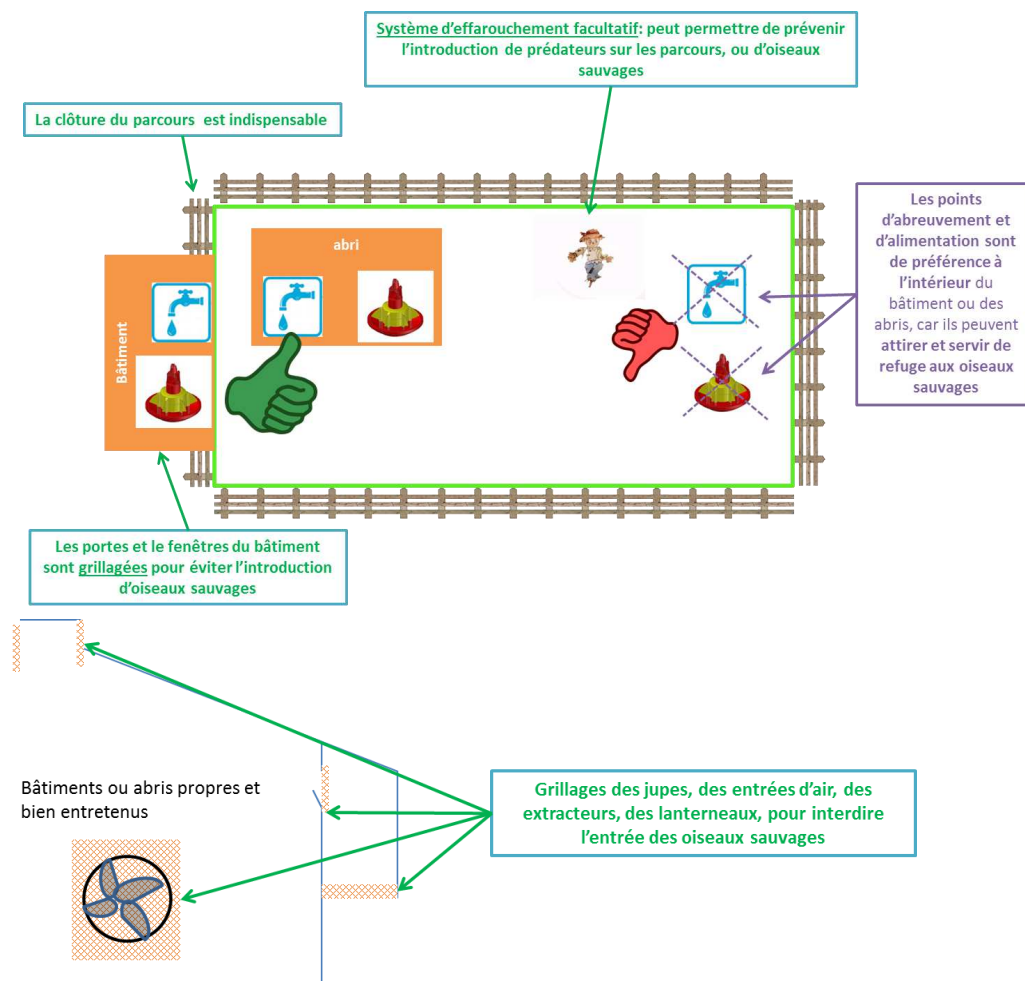 Système d'effarouchement facultatif: peut permettre de prévenir
l'introduction de prédateurs sur les parcours, ou d'oiseaux
sauvages
La clôture du parcours est indispensable
Les points
d'abreuvement et
d'alimentation sont
de préférence à
l'intérieur du
bâtiment ou des
abris, car ils peuvent
attirer et servir de
refuge aux oiseaux
sauvages
abri
Bâtiment
Les portes et le fenêtres du bâtiment
sont grillagées pour éviter l'introduction
d'oiseaux sauvages
Bâtiments ou abris propres et
bien entretenus
Grillages des jupes, des entrées d'air, des
extracteurs, des lanterneaux, pour interdire
l'entrée des oiseaux sauvages